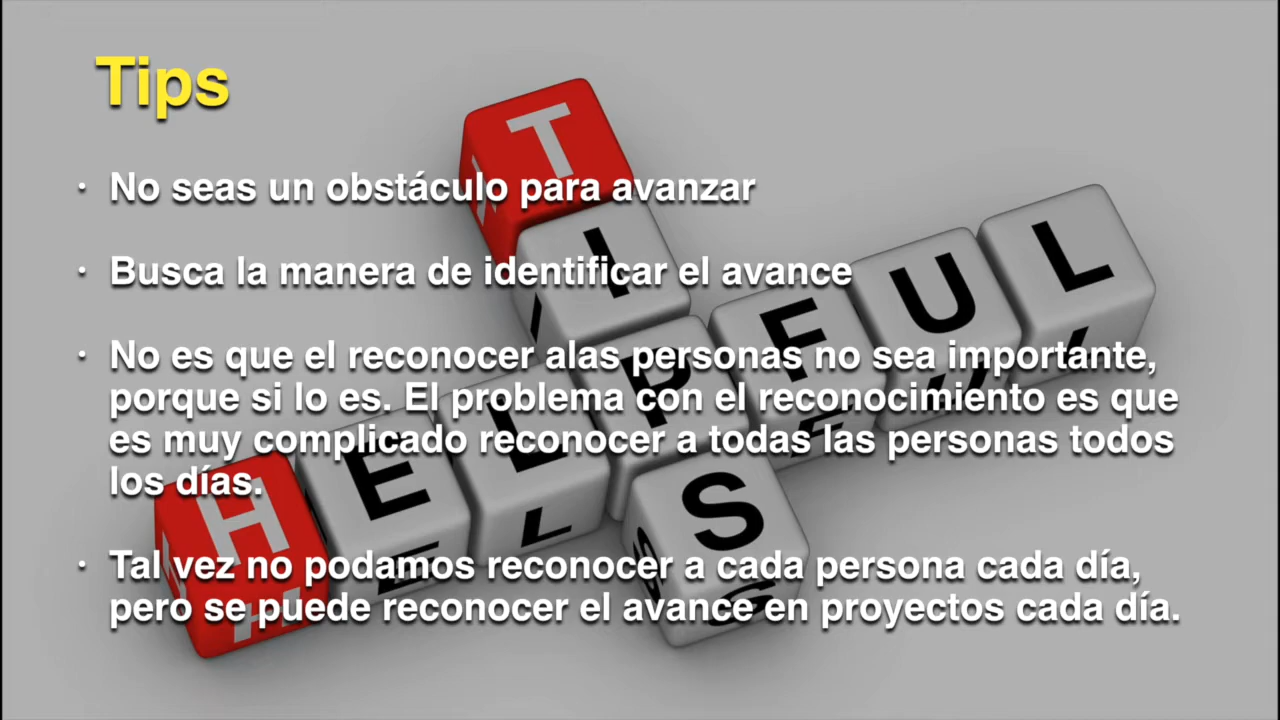 Tips
· No seas un obstáculo para avanzar
· Busca la manera de identificar el avance
· No es que el reconocer alas personas no sea importante,
porque si lo es. El problema con el reconocimiento es que
es muy complicado reconocer a todas las personas todos
los días.
· Tal vez no podamos reconocer a cada persona cada día,
pero se puede reconocer el avance en proyectos cada día.
HELPFUL
TIPS